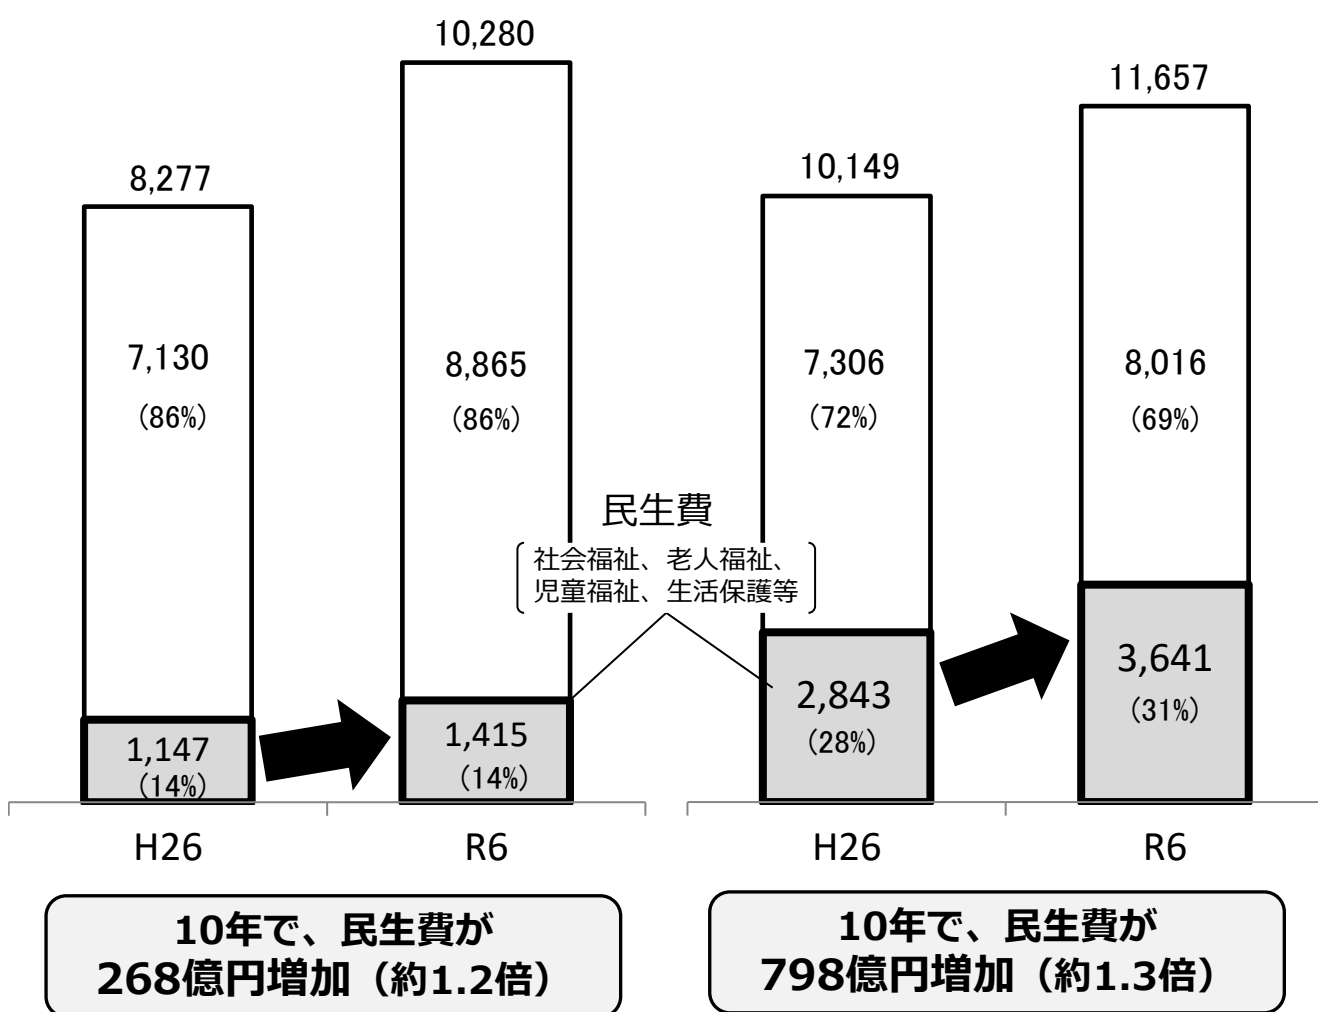 10,280
11,657
8,277
10,149
7,130
(86%)
8,865
(86%)
7,306
(72%)
8,016
(69%)
民生費
社会福祉、老人福祉、
児童福祉、生活保護等
1,147
(14%)
1,415
(14%)
2,843
(28%)
3,641
(31%)
H26
R6
H26
R6
10年で、民生費が
268億円増加（約1.2倍）
10年で、民生費が
798億円増加（約1.3倍）